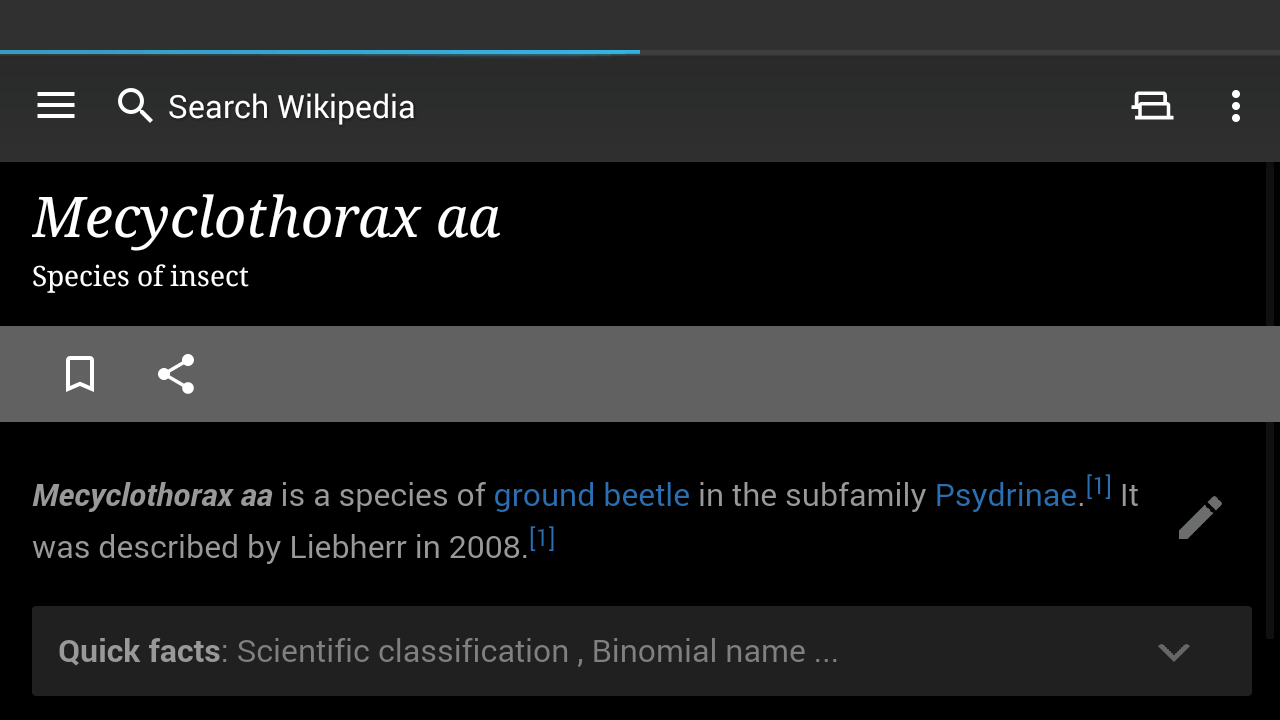 Search Wikipedia
Mecyclothorax aa
Species of insect
Mecyclothorax aa is a species of ground beetle in the subfamily Psydrinae.[1] It
was described by Liebherr in 2008.[1]
Quick facts: Scientific classification , Binomial name ...